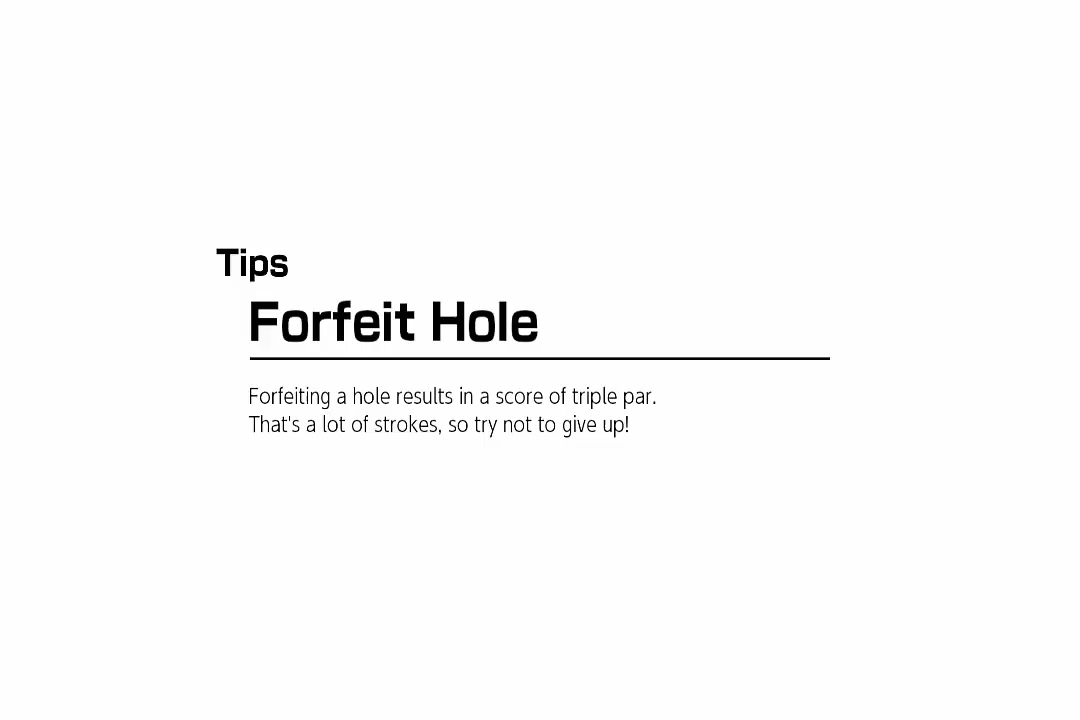 Tips
Forfeit Hole
Forfeiting a hole results in a score of triple par.
That's a lot of strokes, so try not to give up!